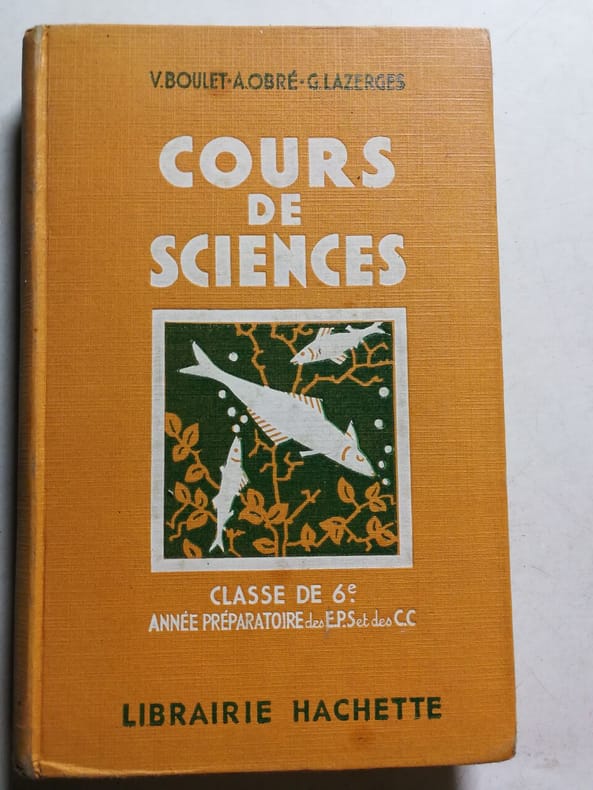 V.BOULET-A.OBRÉ-G.LAZERGES
COURS
DE
SCIENCES
CLASSE DE 6e.
ANNÉE PRÉPARATOIRE des E.P.S et des C.C
LIBRAIRIE HACHETTE